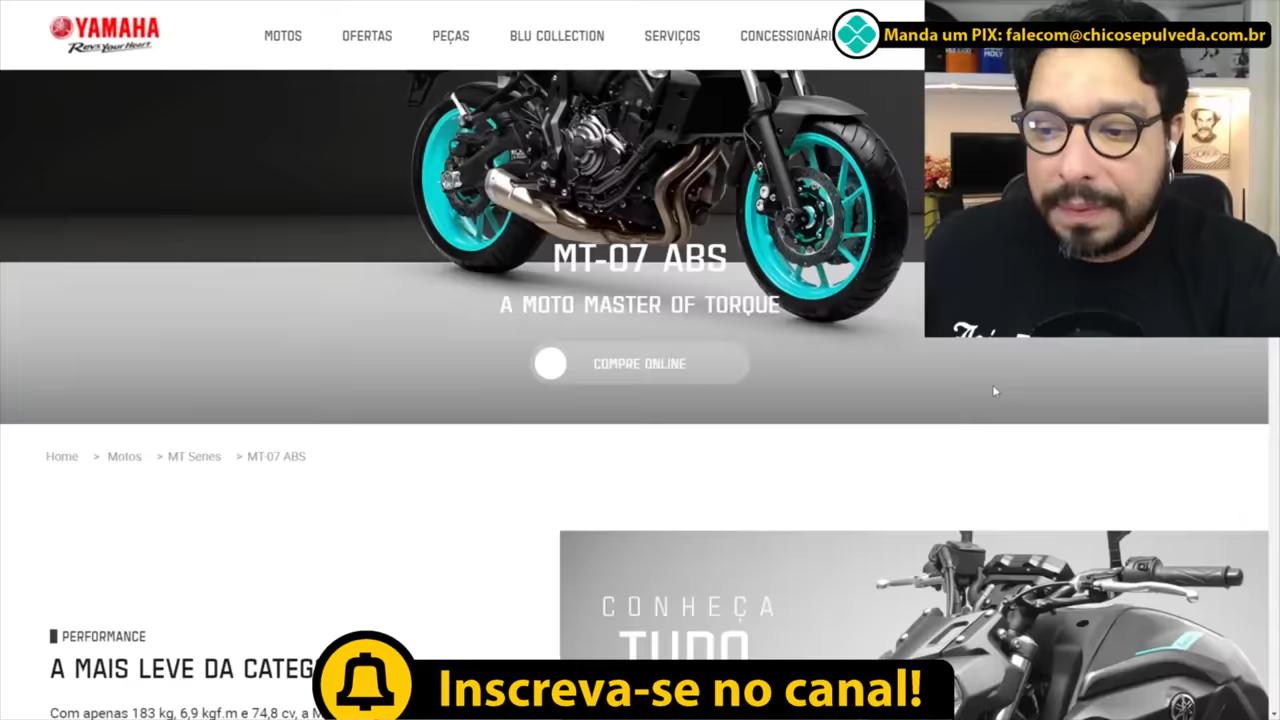 YAMAHA
Revs Your Heart
MOTOS
OFERTAS
PEÇAS
BLU COLLECTION
SERVIÇOS
Manda um PIX: falecom@chicosepulveda.com.br
MOLY
MT-07 ABS
A MOTO MASTER OF TORQUE
COMPRE ONLINE
Home > Motos > MT Series > MT-07 ABS
CONHEÇA
TUDO
PERFORMANCE
A MAIS LEVE DA CATEG
Inscreva-se no canal!
Com apenas 183 kg, 6,9 kgf.m e 74,8 cv, a M